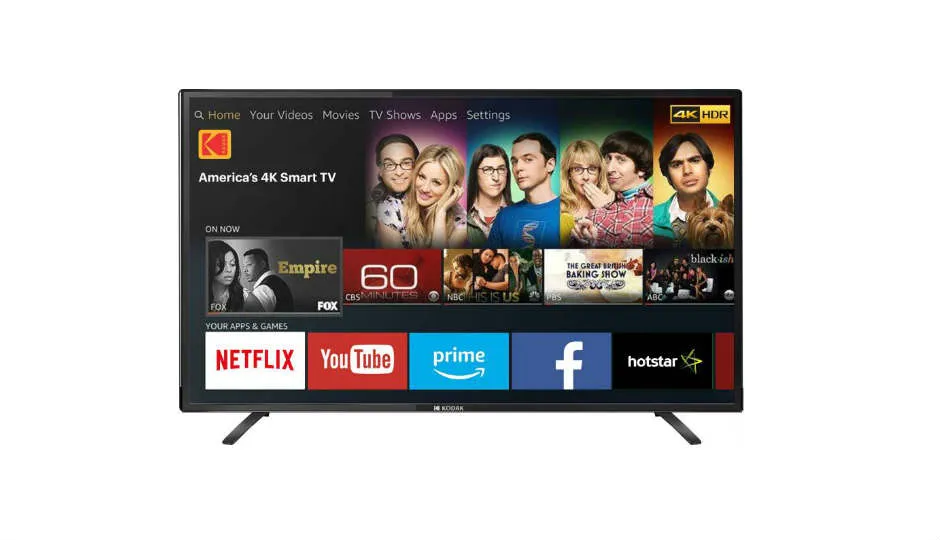 Home Your Videos Movies TV Shows Apps Settings
4K HDR
America's 4K Smart TV
ON NOW
Empire
FOX
FOX
60
MINUTES
CBS
THIS IS US
NBC
THE GREAT BRITISH
BAKING SHOW
PBS
black-ish
ABC
abc
YOUR APPS & GAMES
NETFLIX
YouTube
prime
f
hotstar
KODAK